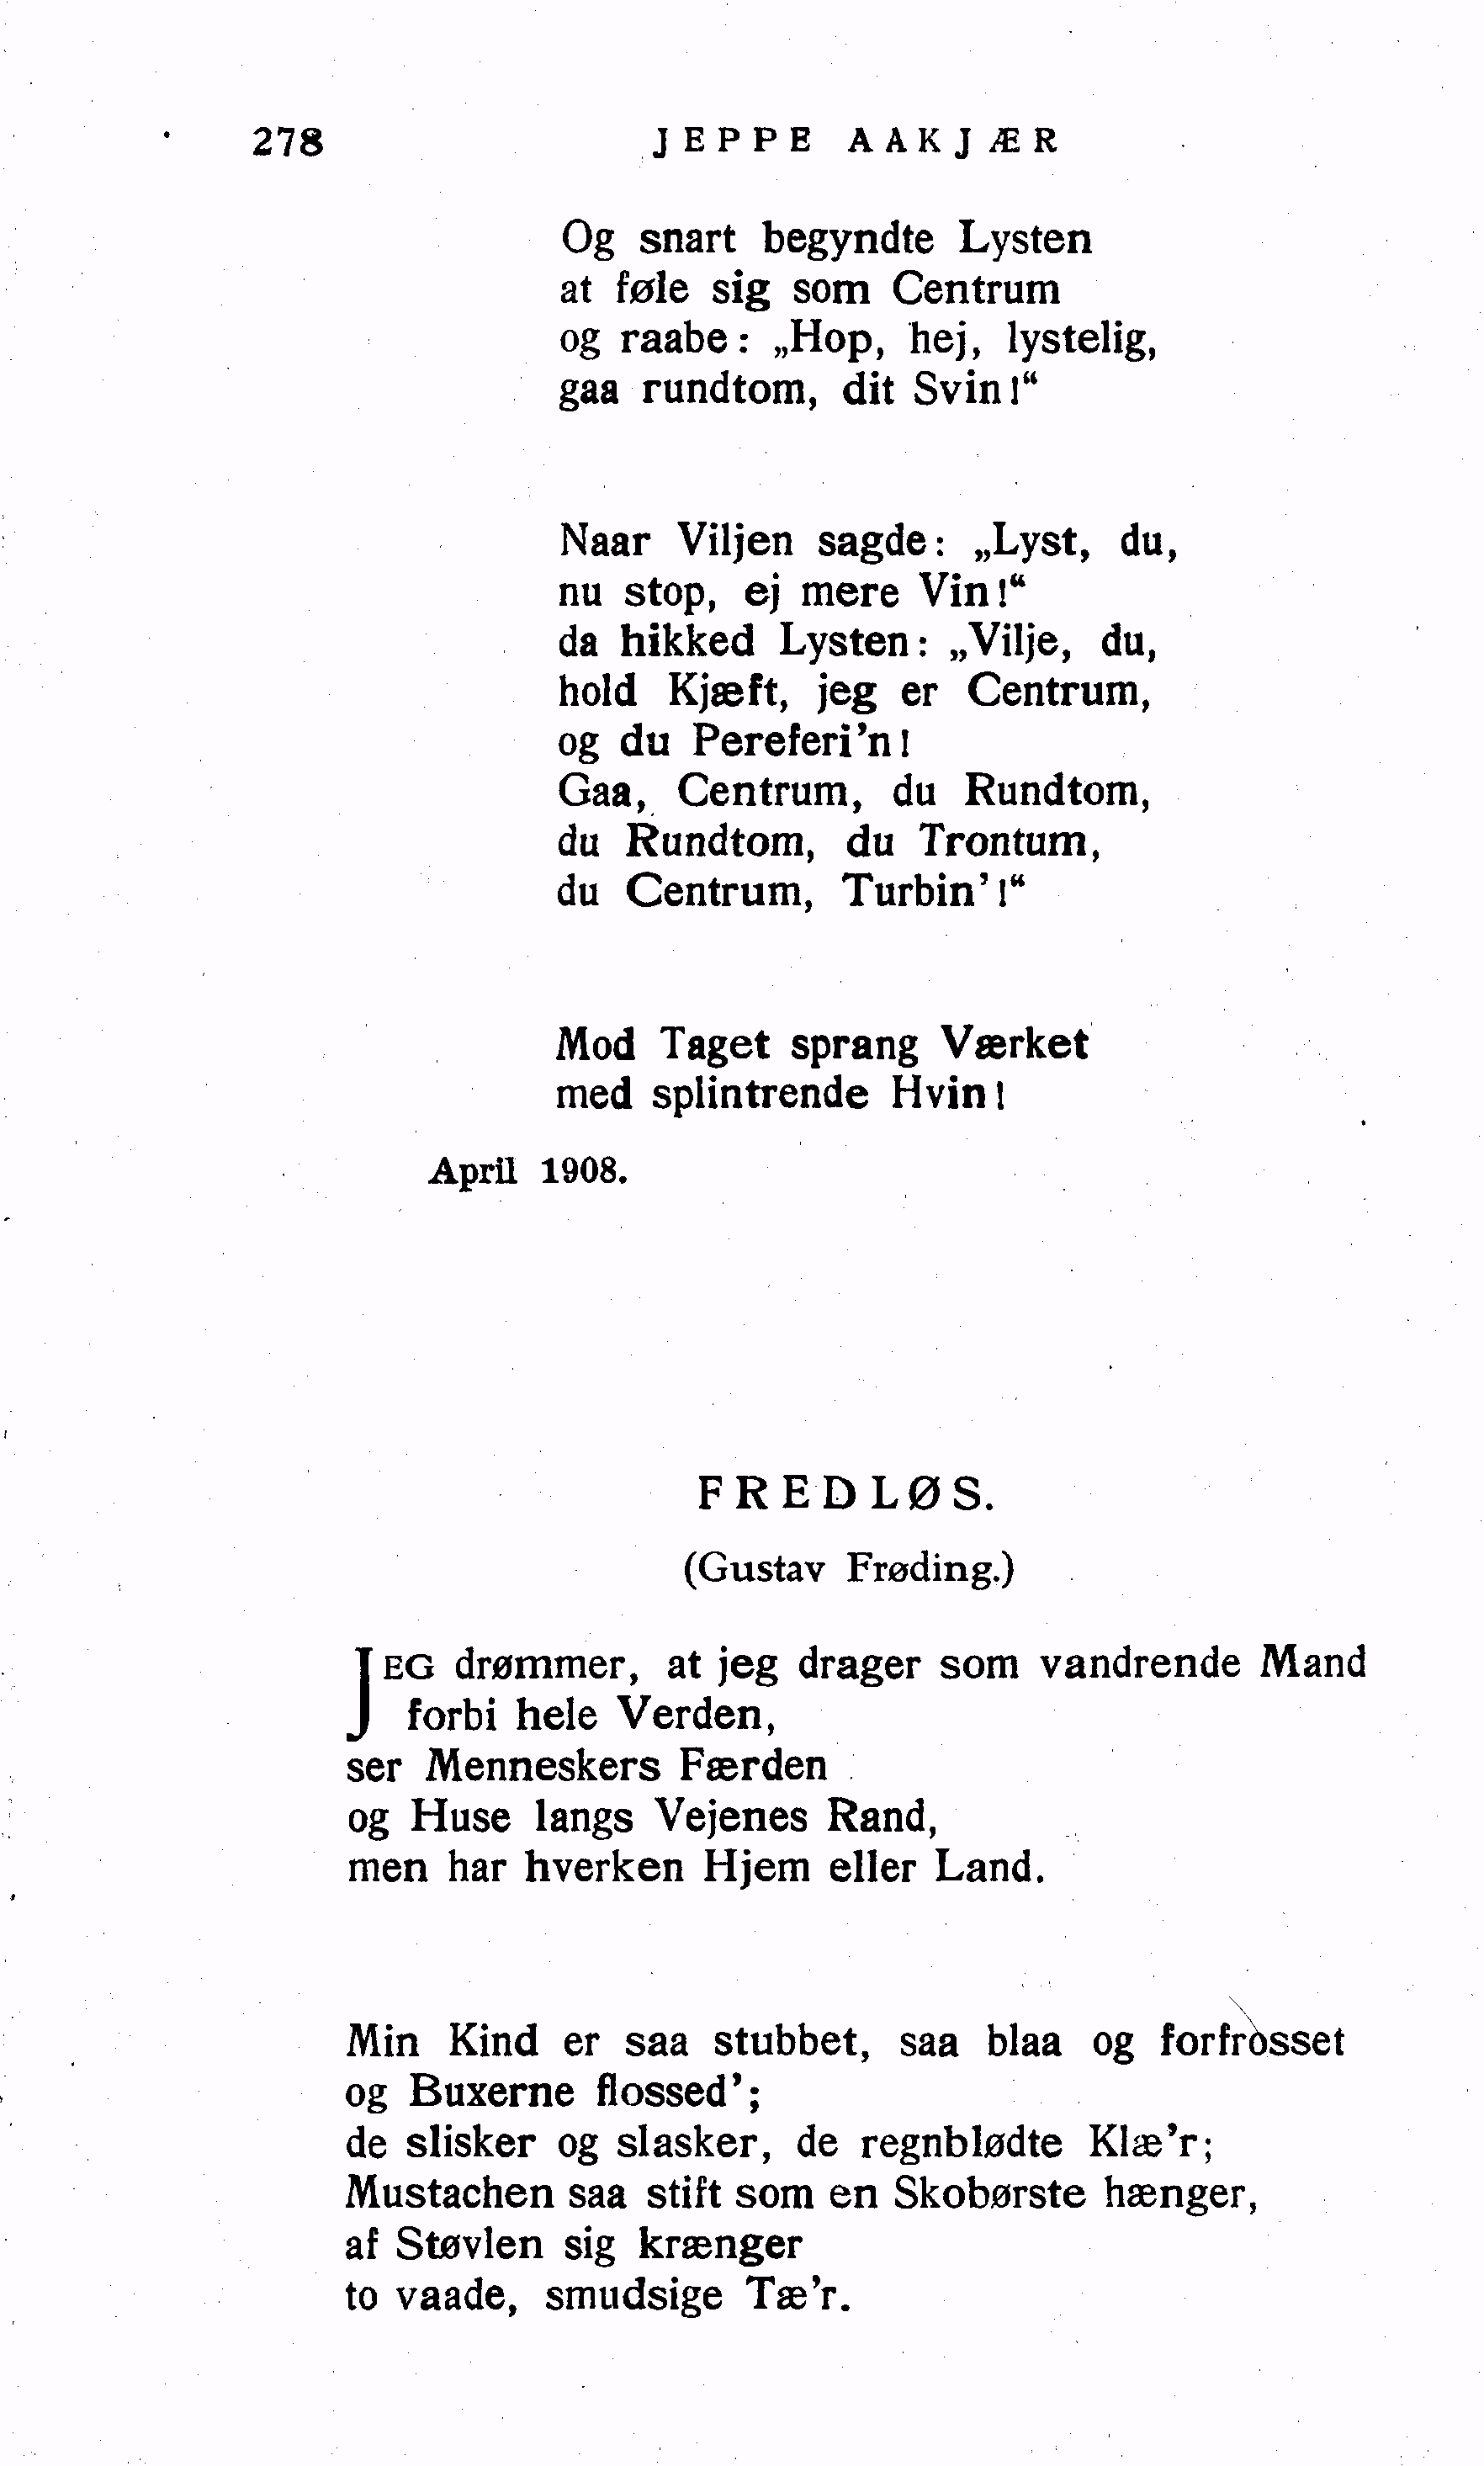 278 JEPPE AAKJÆR
Og snart begyndte Lysten
at føle sig som Centrum
og raabe: „Hop, hej, lystelig,
gaa rundtom, dit Svin!“
Naar Viljen sagde: „Lyst, du,
nu stop, ej mere Vin!“
da hikked Lysten: „Vilje, du,
hold Kjæft, jeg er Centrum,
og du Pereferi’n!
Gaa, Centrum, du Rundtom,
du Rundtom, du Trontum,
du Centrum, Turbin’!“
Mod Taget sprang Værket
med splintrende Hvin!
April 1908.
FREDLØS.
(Gustav Frøding.)
JEG drømmer, at jeg drager som vandrende Mand
forbi hele Verden,
ser Menneskers Færden
og Huse langs Vejenes Rand,
men har hverken Hjem eller Land.
Min Kind er saa stubbet, saa blaa og forfrosset
og Buxerne flossed’;
de slisker og slasker, de regnblødte Klæ’r;
Mustachen saa stift som en Skobørste hænger,
af Støvlen sig krænger
to vaade, smudsige Tæ’r.